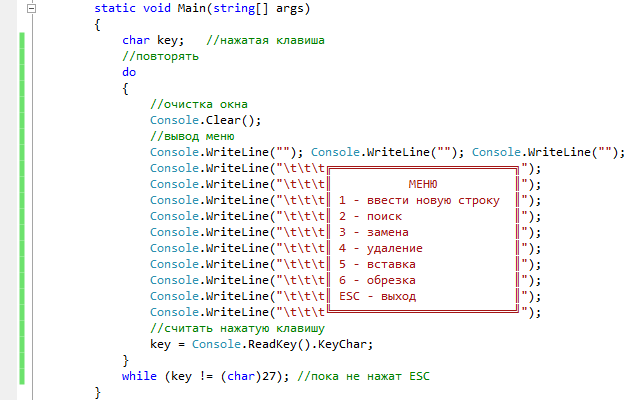 static void Main(string[] args)
{
    char key;   //нажатая клавиша
    //повторять
    do
    {
        //очистка окна
        Console.Clear();
        //вывод меню
        Console.WriteLine(""); Console.WriteLine(""); Console.WriteLine("");
        Console.WriteLine("\t\t\t╔══════════════════════════╗");
        Console.WriteLine("\t\t\t║           МЕНЮ           ║");
        Console.WriteLine("\t\t\t║ 1 - ввести новую строку  ║");
        Console.WriteLine("\t\t\t║ 2 - поиск                ║");
        Console.WriteLine("\t\t\t║ 3 - замена               ║");
        Console.WriteLine("\t\t\t║ 4 - удаление             ║");
        Console.WriteLine("\t\t\t║ 5 - вставка              ║");
        Console.WriteLine("\t\t\t║ 6 - обрезка              ║");
        Console.WriteLine("\t\t\t║ ESC - выход              ║");
        Console.WriteLine("\t\t\t╚══════════════════════════╝");
        //считать нажатую клавишу
        key = Console.ReadKey().KeyChar;
    }
    while (key != (char)27); //пока не нажат ESC
}